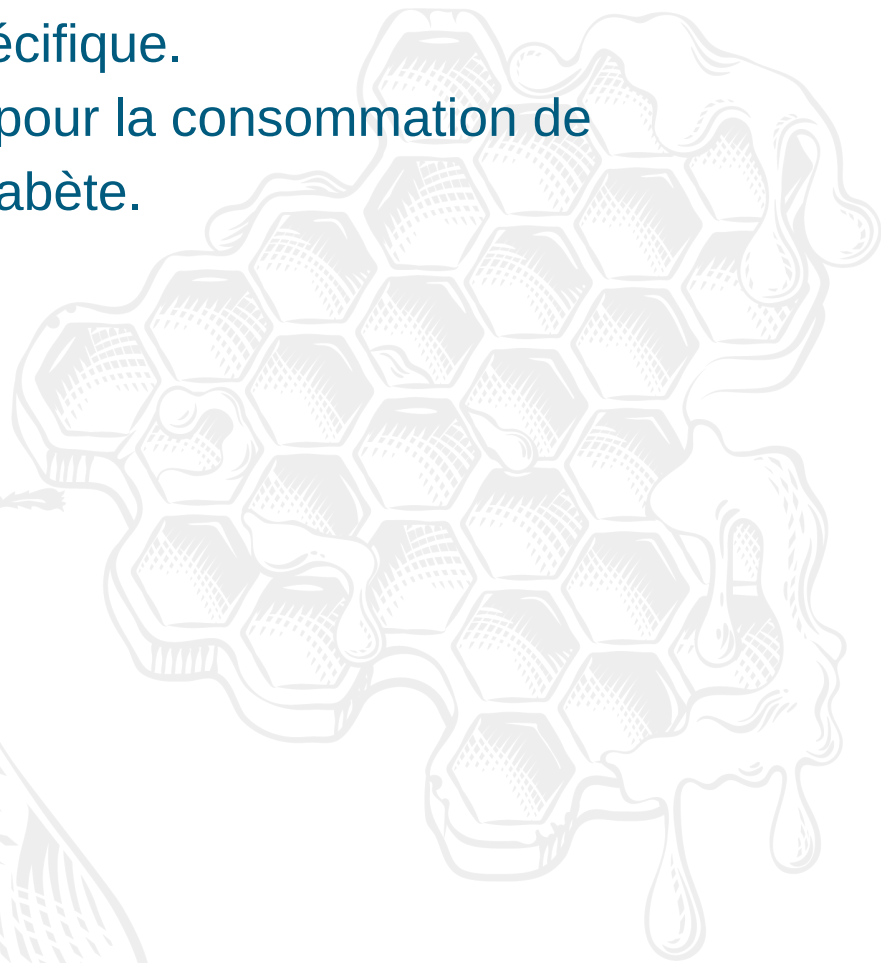 écifique.
pour la consommation de
abète.